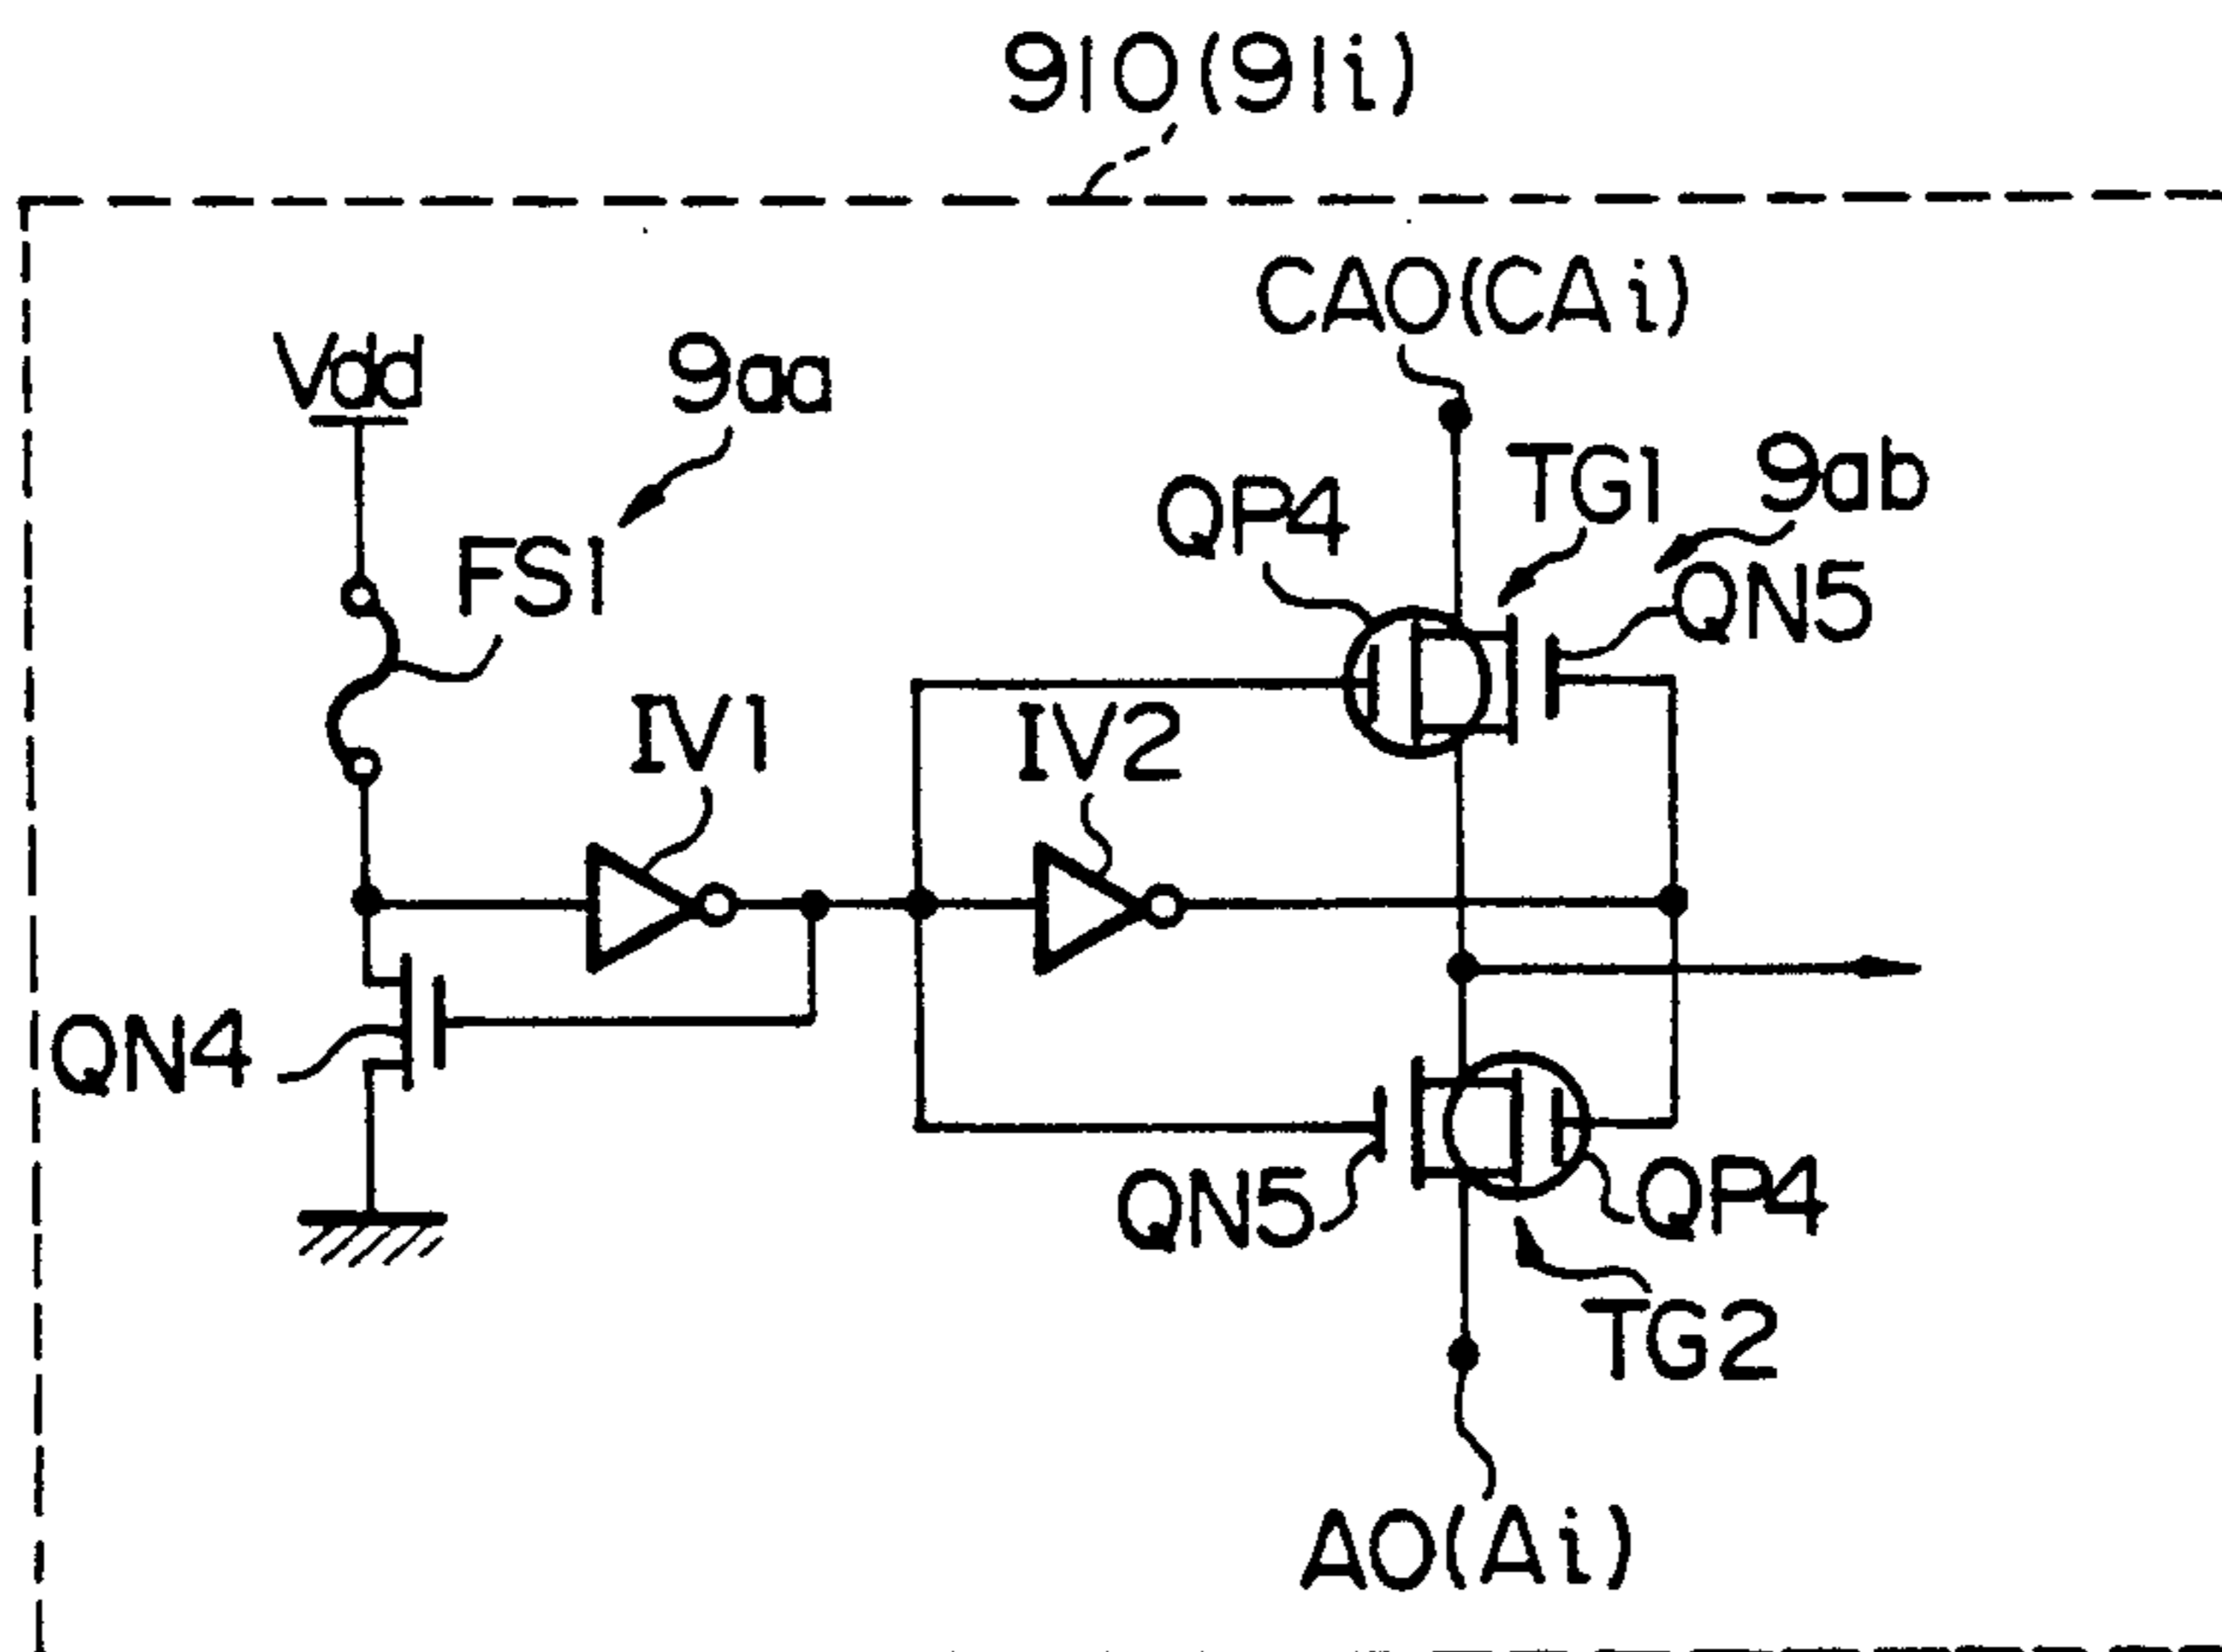 910(91i)
CA0(CAi)
Vdd
9aa
TG1
9ab
QP4
FS1
QN5
IV1
IV2
QN4
QN5
QP4
TG2
A0(Ai)